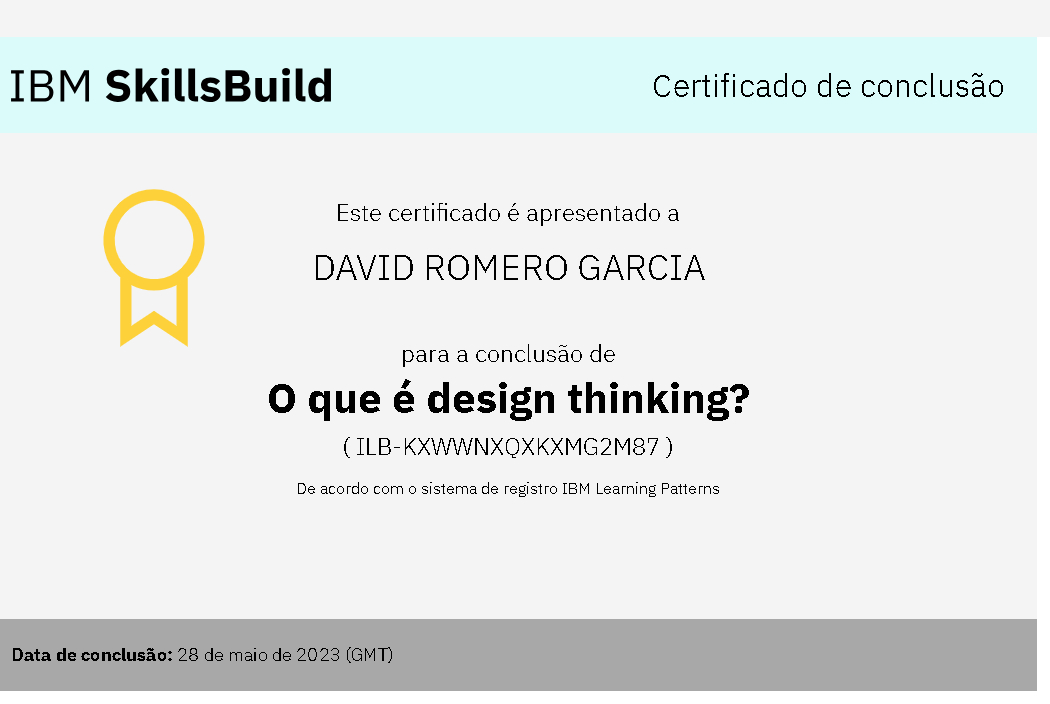 IBM SkillsBuild
Certificado de conclusão
Este certificado é apresentado a
DAVID ROMERO GARCIA
para a conclusão de
O que é design thinking?
( ILB-KXWWNXQXKXMG2M87 )
De acordo com o sistema de registro IBM Learning Patterns
Data de conclusão: 28 de maio de 2023 (GMT)